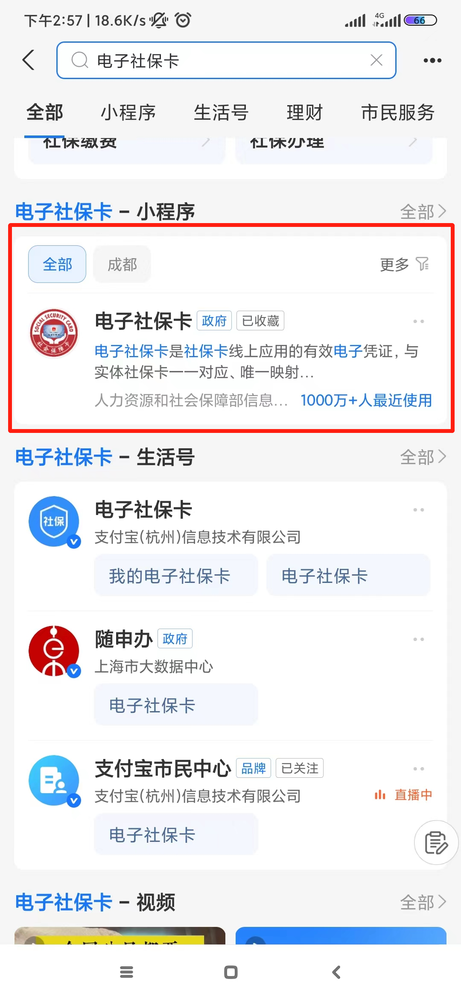 下午2:57 | 18.6K/s
4G
66
电子社保卡
全部 小程序 生活号 理财 市民服务
社保缴费 社保办理
电子社保卡 - 小程序 全部
全部 成都 更多
SOCIAL SECURITY CARD
社会保障卡
电子社保卡 政府 已收藏
电子社保卡是社保卡线上应用的有效电子凭证，与
实体社保卡一一对应、唯一映射...
人力资源和社会保障部信息... 1000万+人最近使用
电子社保卡 - 生活号 全部
社保
电子社保卡
支付宝(杭州)信息技术有限公司
我的电子社保卡 电子社保卡
随申办 政府
上海市大数据中心
电子社保卡
支付宝市民中心 品牌 已关注
支付宝(杭州)信息技术有限公司 直播中
电子社保卡
电子社保卡 - 视频 全部